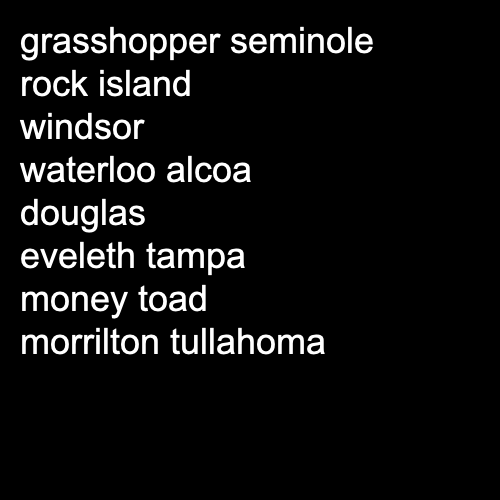 grasshopper seminole
rock island
windsor
waterloo alcoa
douglas
eveleth tampa
money toad
morrilton tullahoma